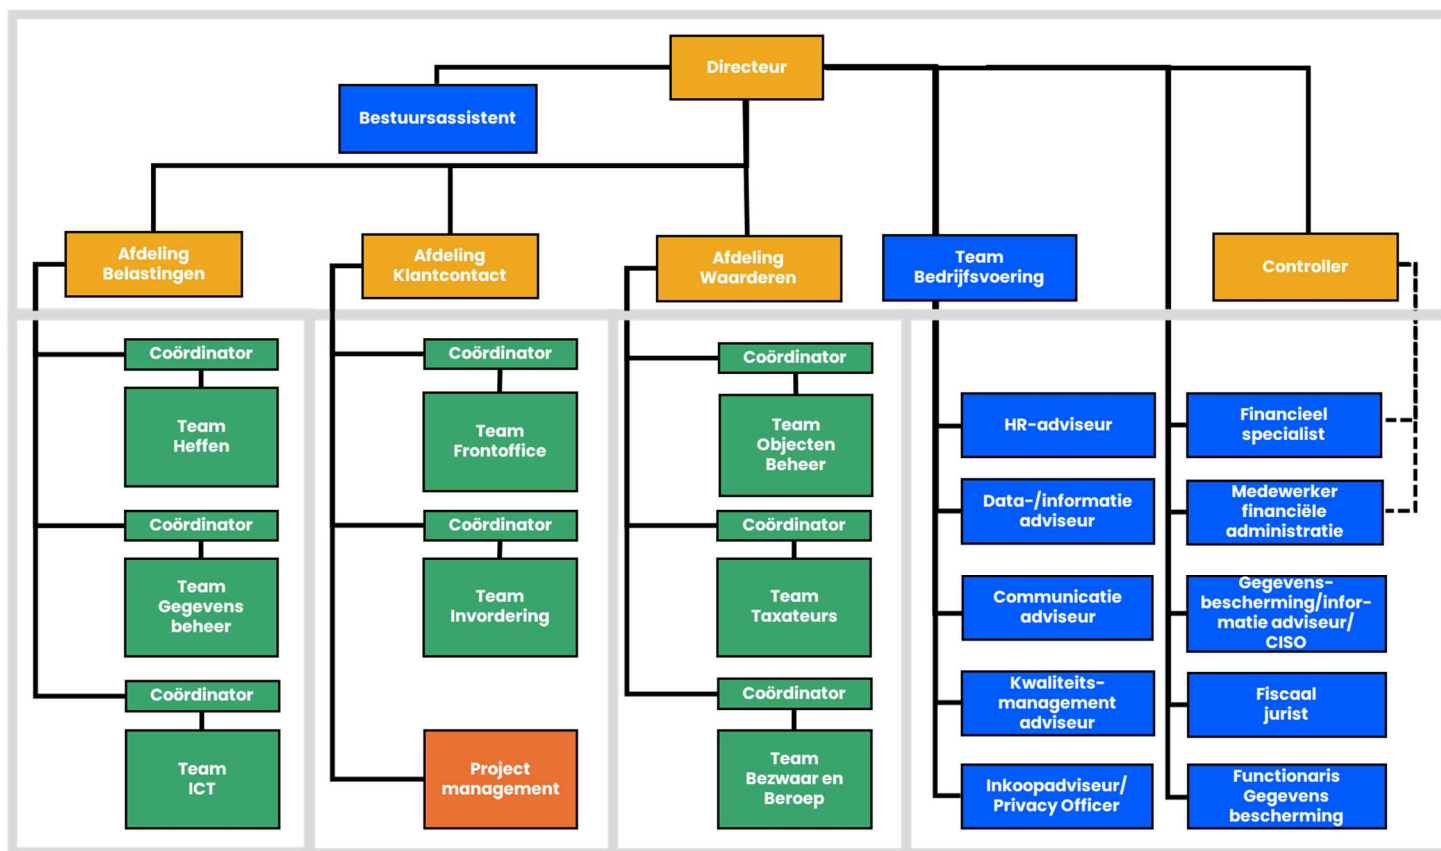 Directeur
Bestuursassistent
Afdeling
Belastingen
Afdeling
Klantcontact
Afdeling
Waarderen
Team
Bedrijfsvoering
Controller
Coördinator
Team
Heffen
Coördinator
Team
Gegevens
beheer
Coördinator
Team
ICT
Coördinator
Team
Frontoffice
Coördinator
Team
Invordering
Project
management
Coördinator
Team
Objecten
Beheer
Coördinator
Team
Taxateurs
Coördinator
Team
Bezwaar en
Beroep
HR-adviseur
Data-/informatie
adviseur
Communicatie
adviseur
Kwaliteits-
management
adviseur
Inkoopadviseur/
Privacy Officer
Financieel
specialist
Medewerker
financiële
administratie
Gegevens-
bescherming/infor-
matie adviseur/
CISO
Fiscaal
jurist
Functionaris
Gegevens
bescherming